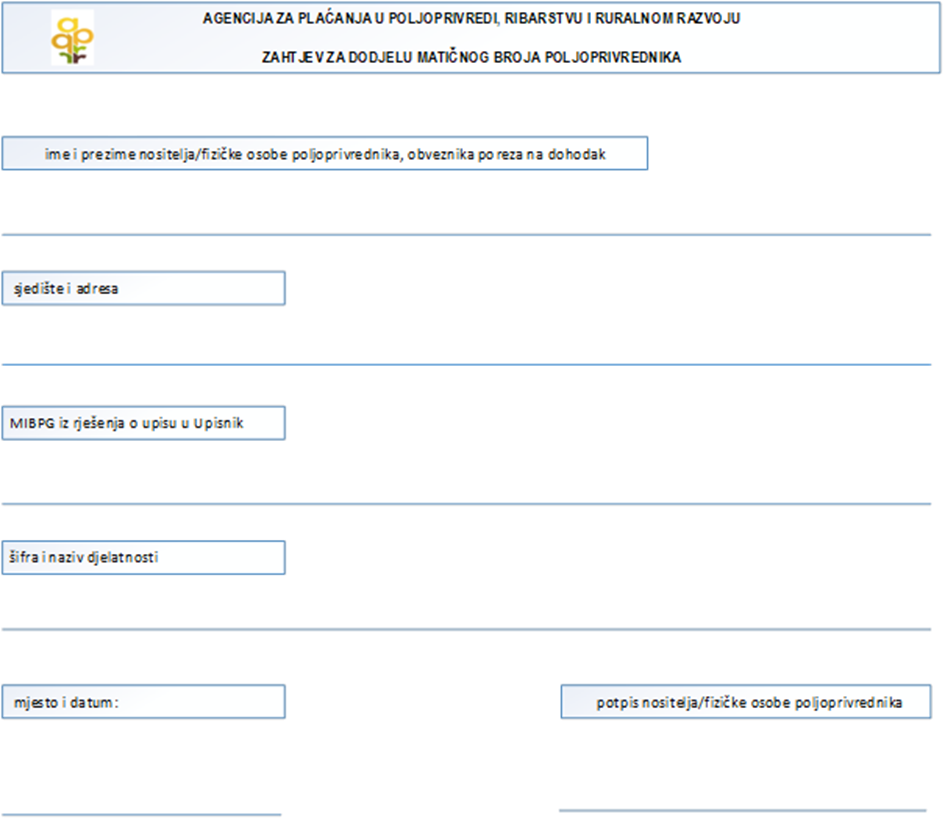 AGENCIJA ZA PLAĆANJA U POLJOPRIVREDI, RIBARSTVU I RURALNOM RAZVOJU
ZAHTJEV ZA DODJELU MATIČNOG BROJA POLJOPRIVREDNIKA
ime i prezime nositelja/fizičke osobe poljoprivrednika, obveznika poreza na dohodak
sjedište i adresa
MIBPG iz rješenja o upisu u Upisnik
šifra i naziv djelatnosti
mjesto i datum:
potpis nositelja/fizičke osobe poljoprivrednika